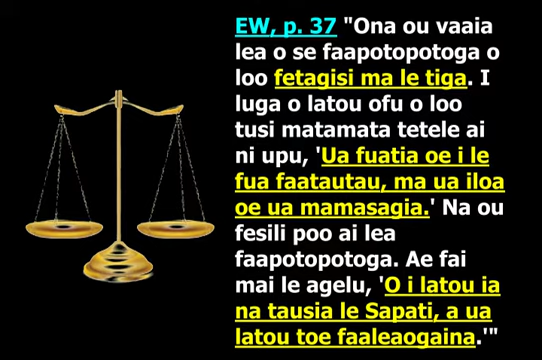 EW, p. 37 "Ona ou vaaia
lea o se faapotopotoga o
loo fetagisi ma le tiga. I
luga o latou ofu o loo
tusi matamata tetele ai
ni upu, 'Ua fuatia oe i le
fua faatautau, ma ua iloa
oe ua mamasagia.' Na ou
fesili poo ai lea
faapotopotoga. Ae fai
mai le agelu, 'O i latou ia
na tausia le Sapati, a ua
latou toe faaleaogaina.'"